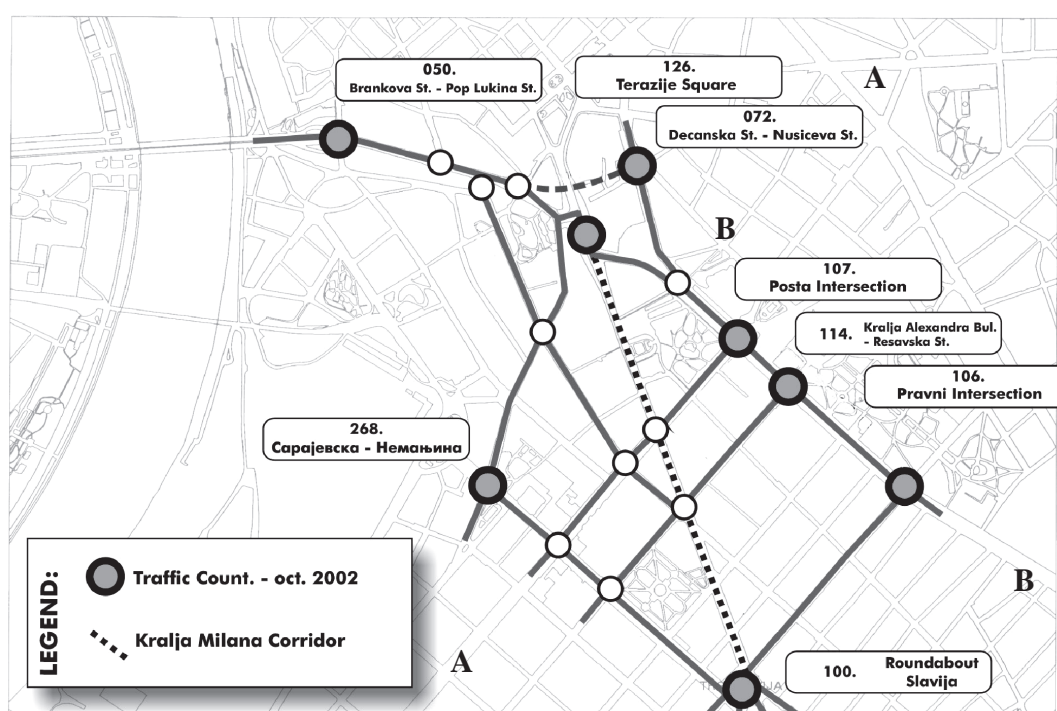 050.
Brankova St. - Pop Lukina St.
126.
Terazije Square
A
072.
Decanska St. - Nusiceva St.
B
107.
Posta Intersection
114. Kralja Alexandra Bul.
- Resavska St.
106.
Pravni Intersection
268.
Сарајевска - Немањина
LEGEND:
Traffic Count. - oct. 2002
Kralja Milana Corridor
B
A
100. Roundabout
Slavija